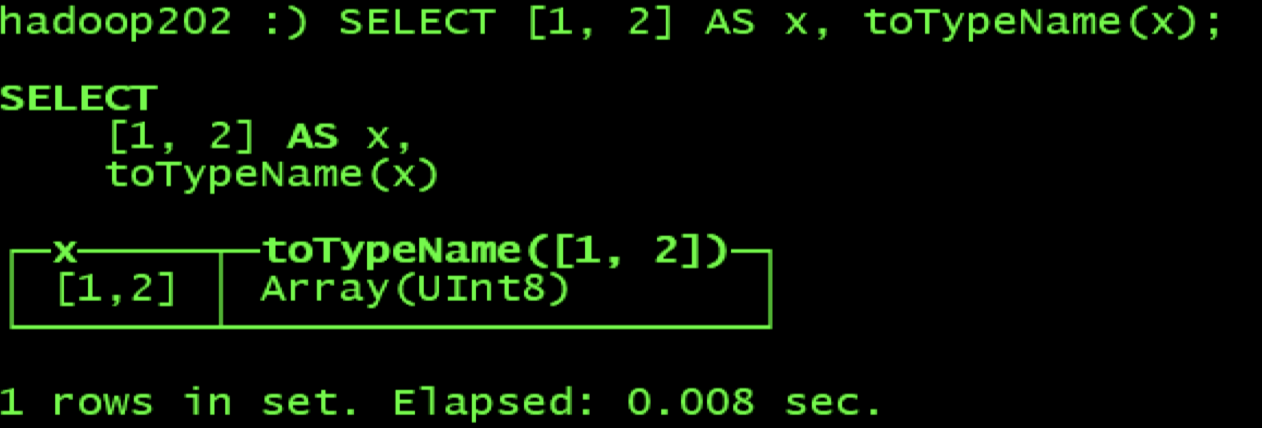 hadoop202 :) SELECT [1, 2] AS x, toTypeName(x);
SELECT
[1, 2] AS x,
toTypeName(x)
x toTypeName([1, 2])
[1,2] Array(UInt8)
1 rows in set. Elapsed: 0.008 sec.